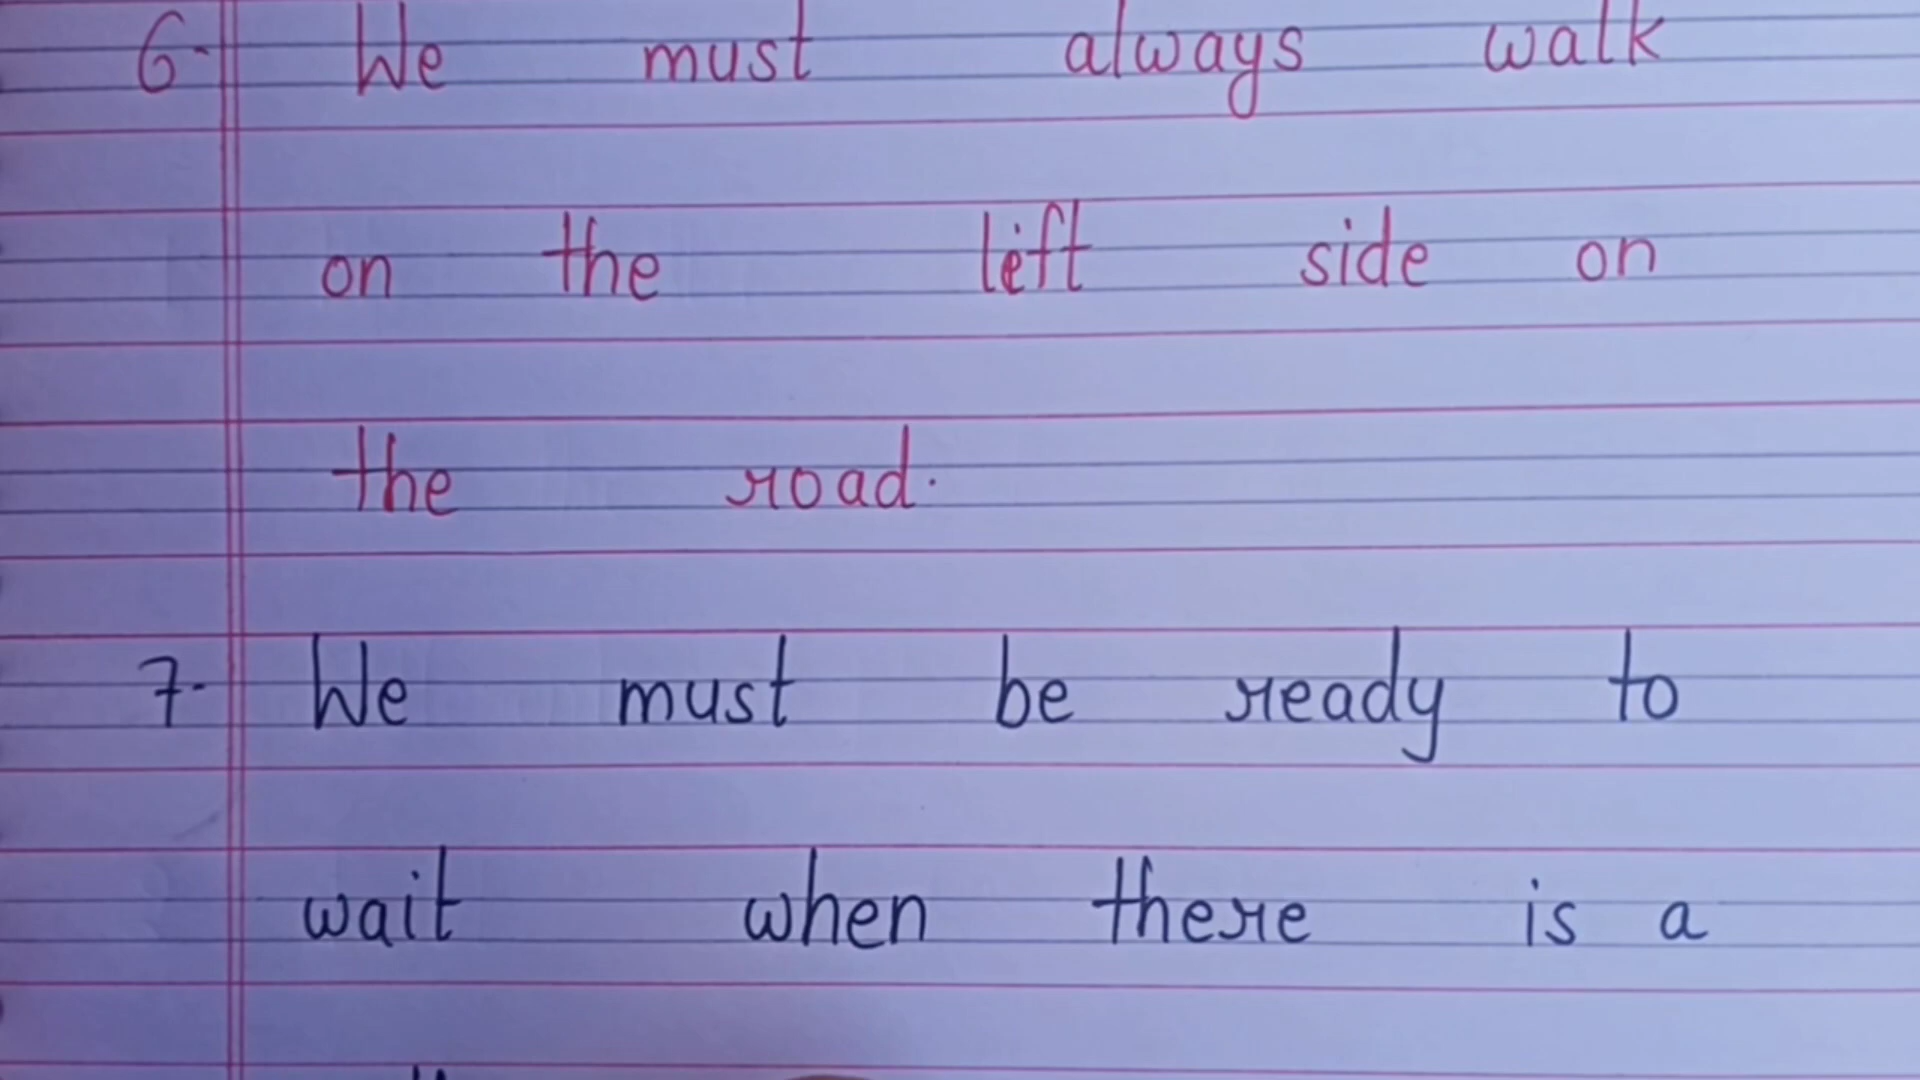 6. We must always walk
on the left side on
the road.
7. We must be ready to
wait when there is a